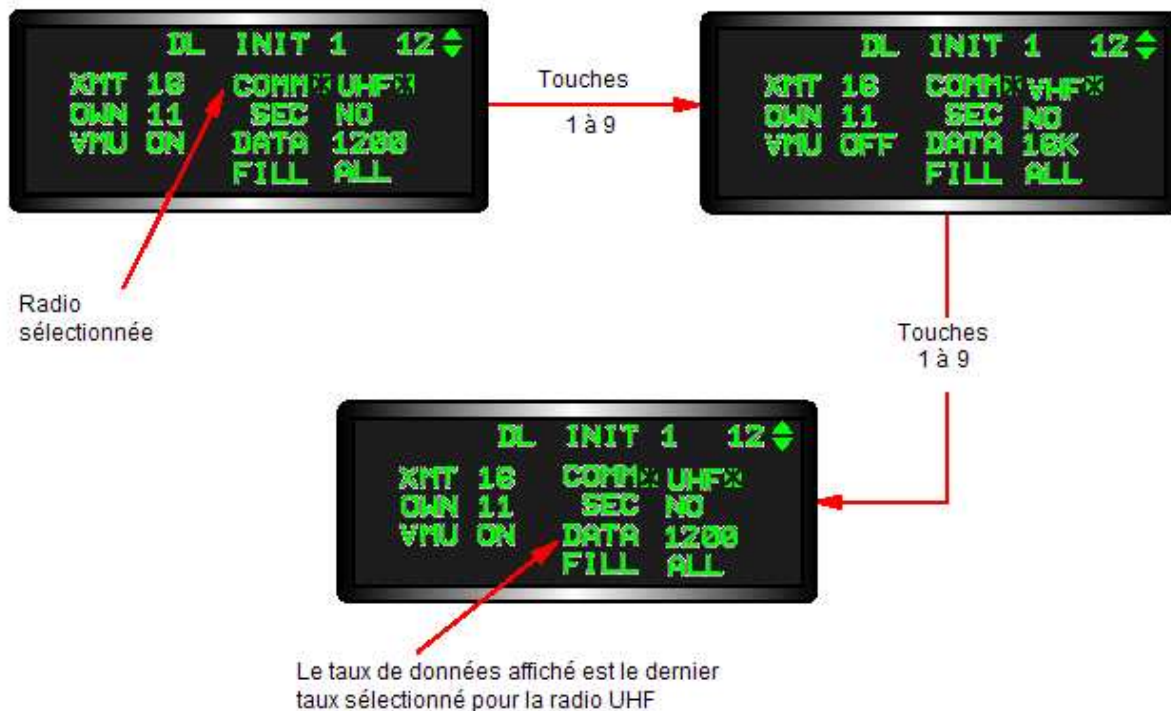 DL INIT 1 12
XMT 16 COMM UHF
OWN 11 SEC NO
VMU ON DATA 1200
FILL ALL
Touches
1 à 9
DL INIT 1 12
XMT 16 COMM VHF
OWN 11 SEC NO
VMU OFF DATA 16K
FILL ALL
Radio
sélectionnée
Touches
1 à 9
DL INIT 1 12
XMT 16 COMM UHF
OWN 11 SEC NO
VMU ON DATA 1200
FILL ALL
Le taux de données affiché est le dernier
taux sélectionné pour la radio UHF